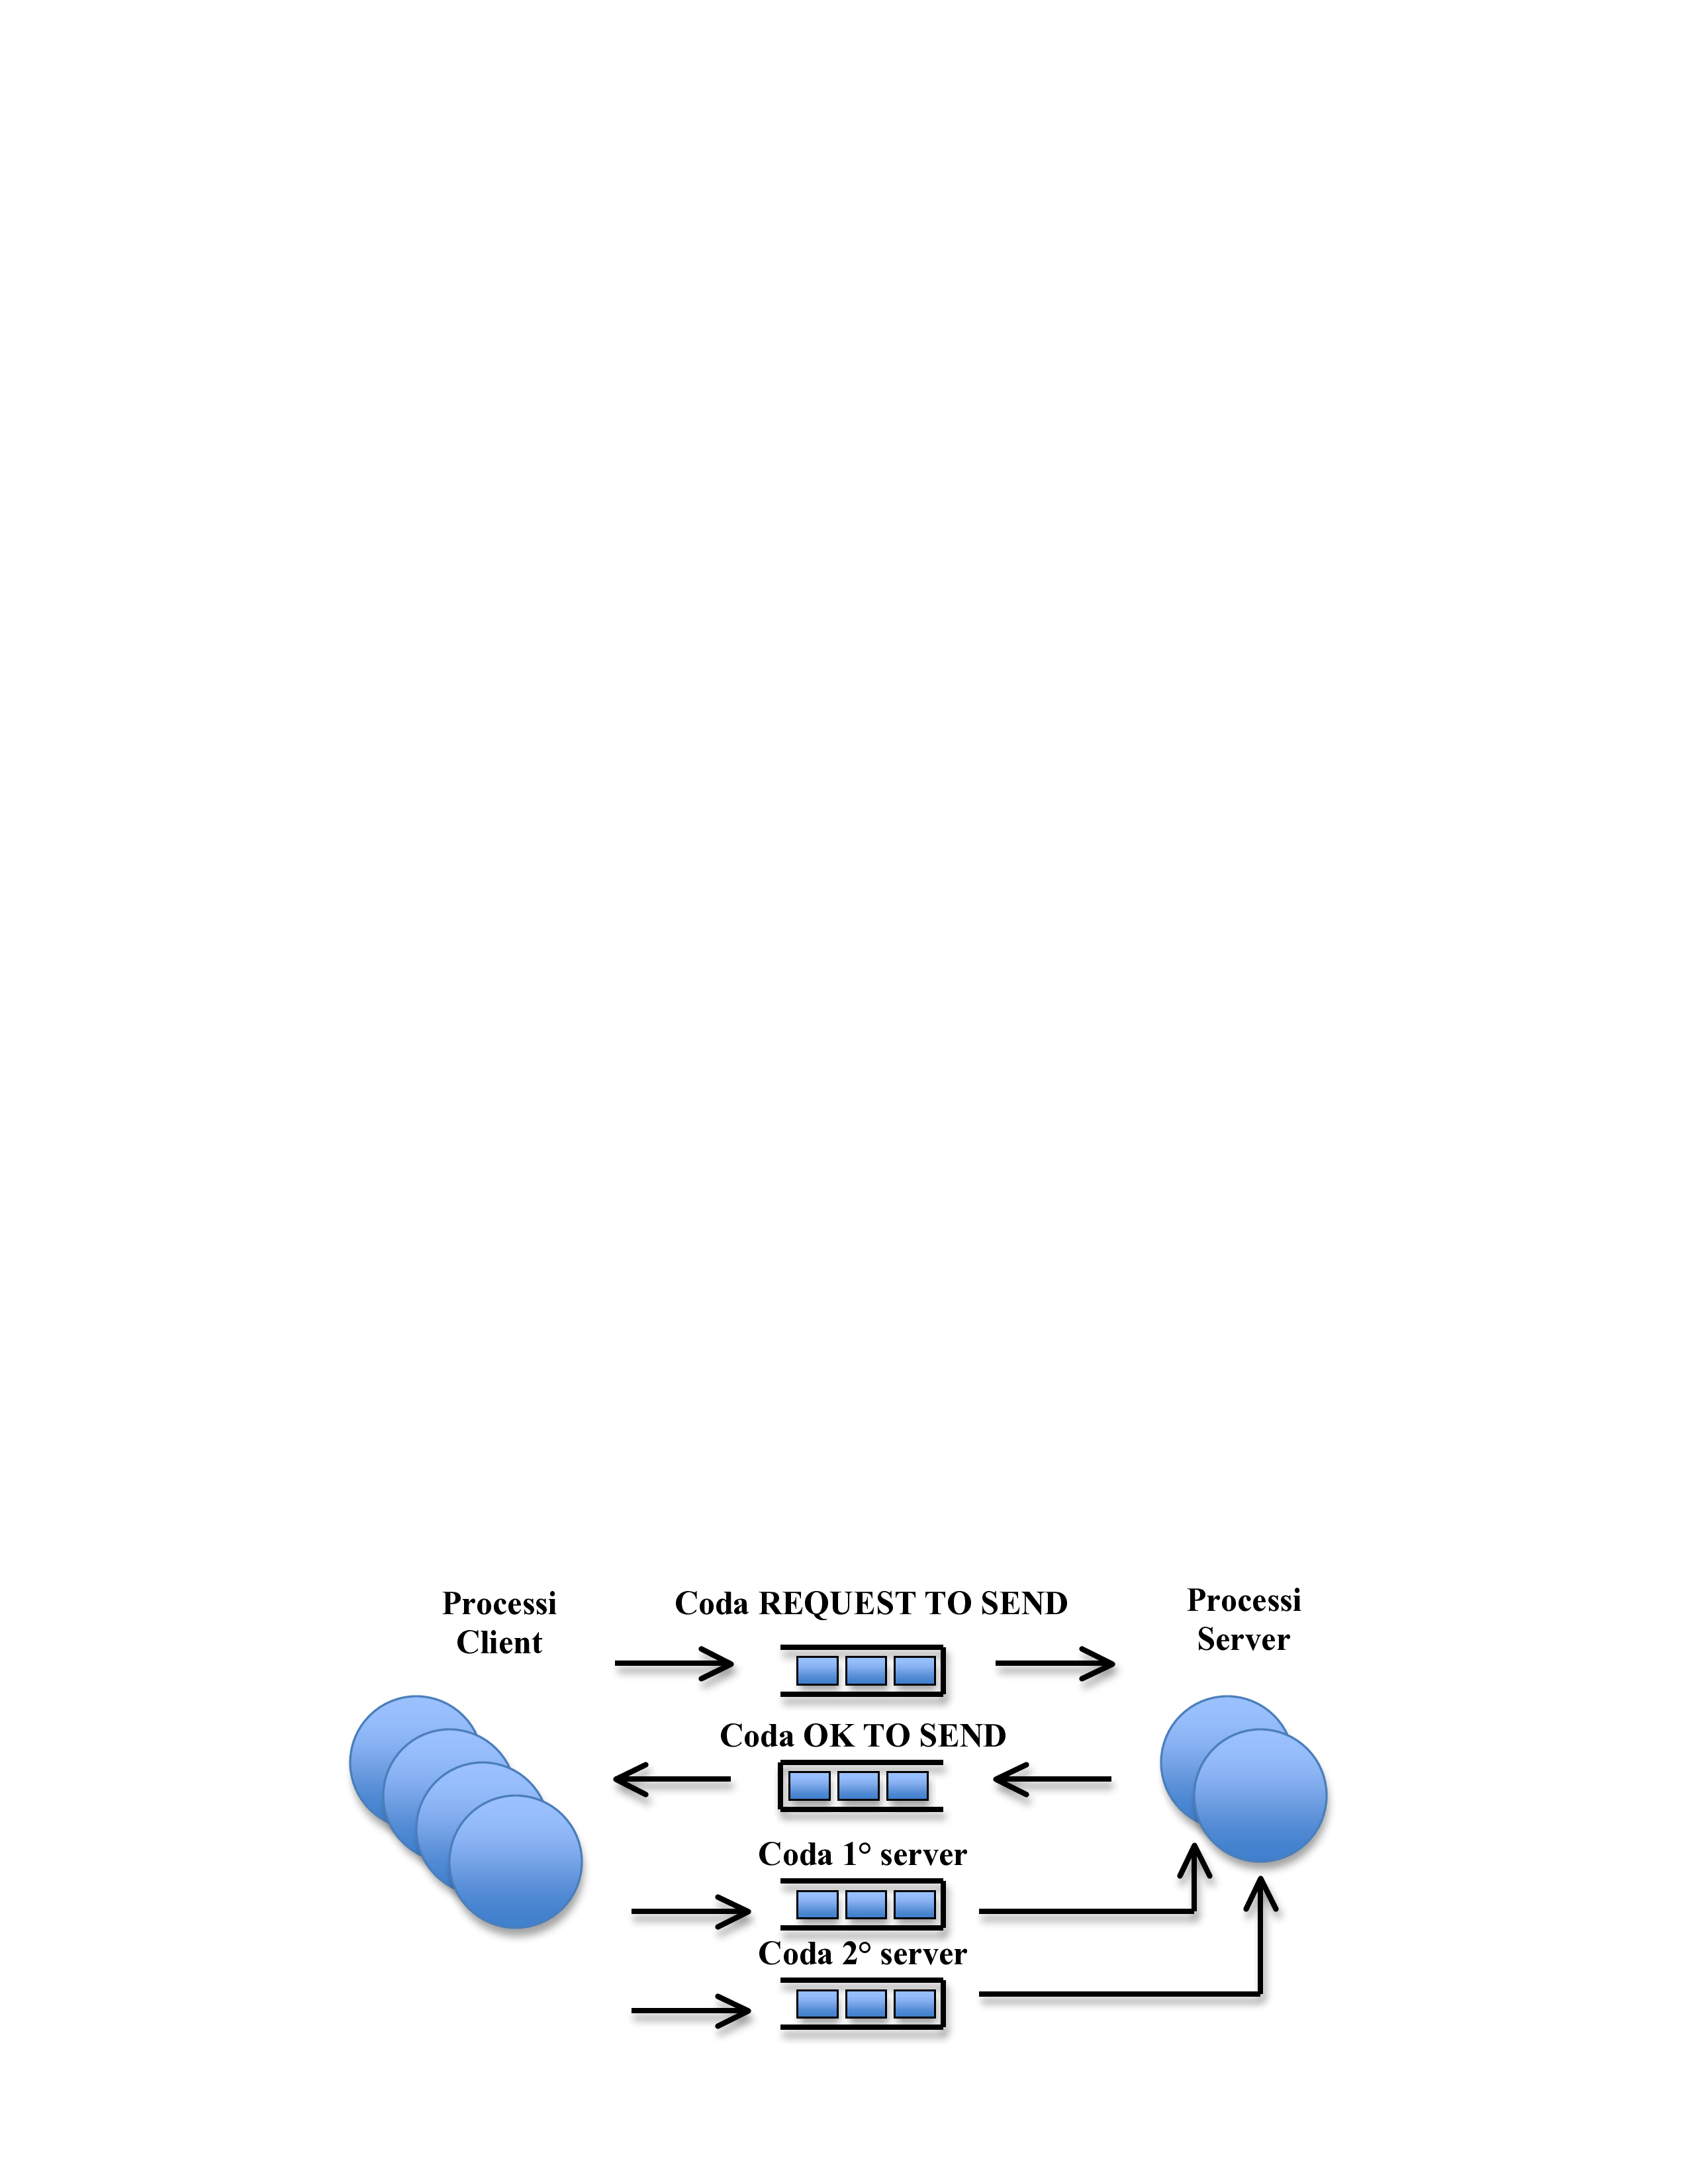 Processi
Client
Coda REQUEST TO SEND
Processi
Server
Coda OK TO SEND
Coda 1° server
Coda 2° server